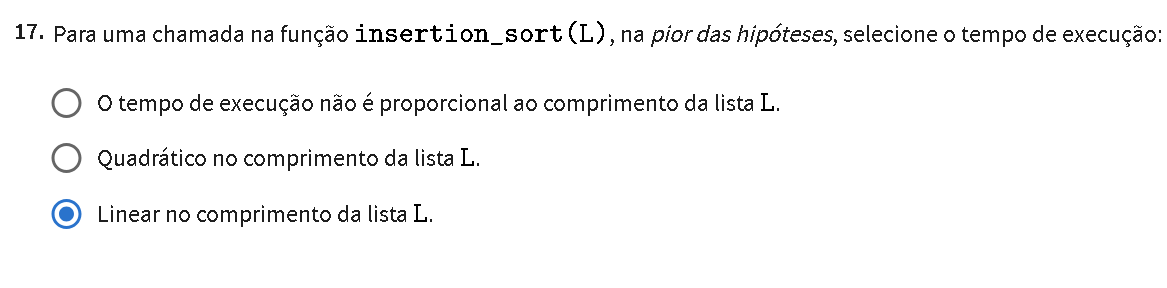 17. Para uma chamada na função insertion_sort(L), na pior das hipóteses, selecione o tempo de execução:
O tempo de execução não é proporcional ao comprimento da lista L.
Quadrático no comprimento da lista L.
Linear no comprimento da lista L.